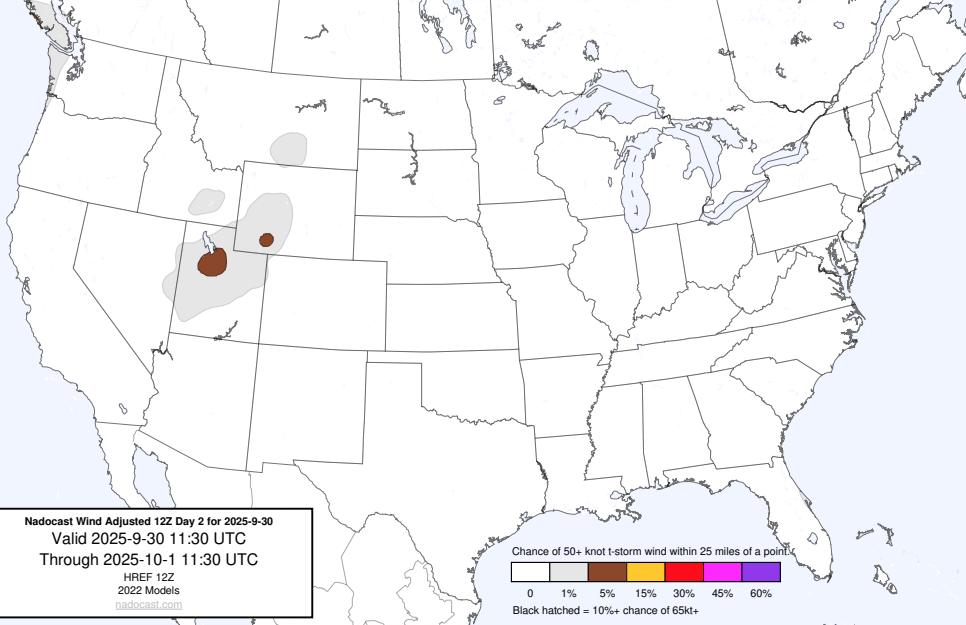 Nadocast Wind Adjusted 12Z Day 2 for 2025-9-30
Valid 2025-9-30 11:30 UTC
Through 2025-10-1 11:30 UTC
HREF 12Z
2022 Models
nadocast.com
Chance of 50+ knot t-storm wind within 25 miles of a point.
0 1% 5% 15% 30% 45% 60%
Black hatched = 10%+ chance of 65kt+